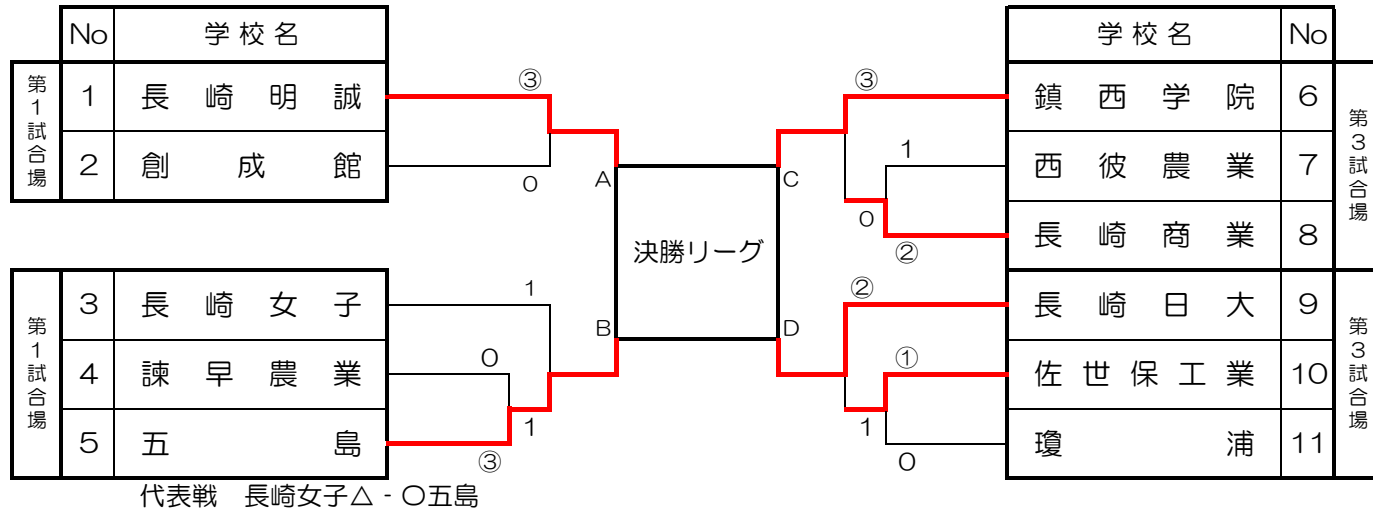 No 学校名
第1試合場
1 長崎明誠
2 創成館
③
0
第1試合場
3 長崎女子
4 諫早農業
5 五島
1
0
1
③
代表戦 長崎女子△ - ○五島
A
B
C
D
決勝リーグ
学校名 No
鎮西学院 6
西彼農業 7
長崎商業 8
第3試合場
③
1
0
②
長崎日大 9
佐世保工業 10
瓊浦 11
第3試合場
②
①
1
0